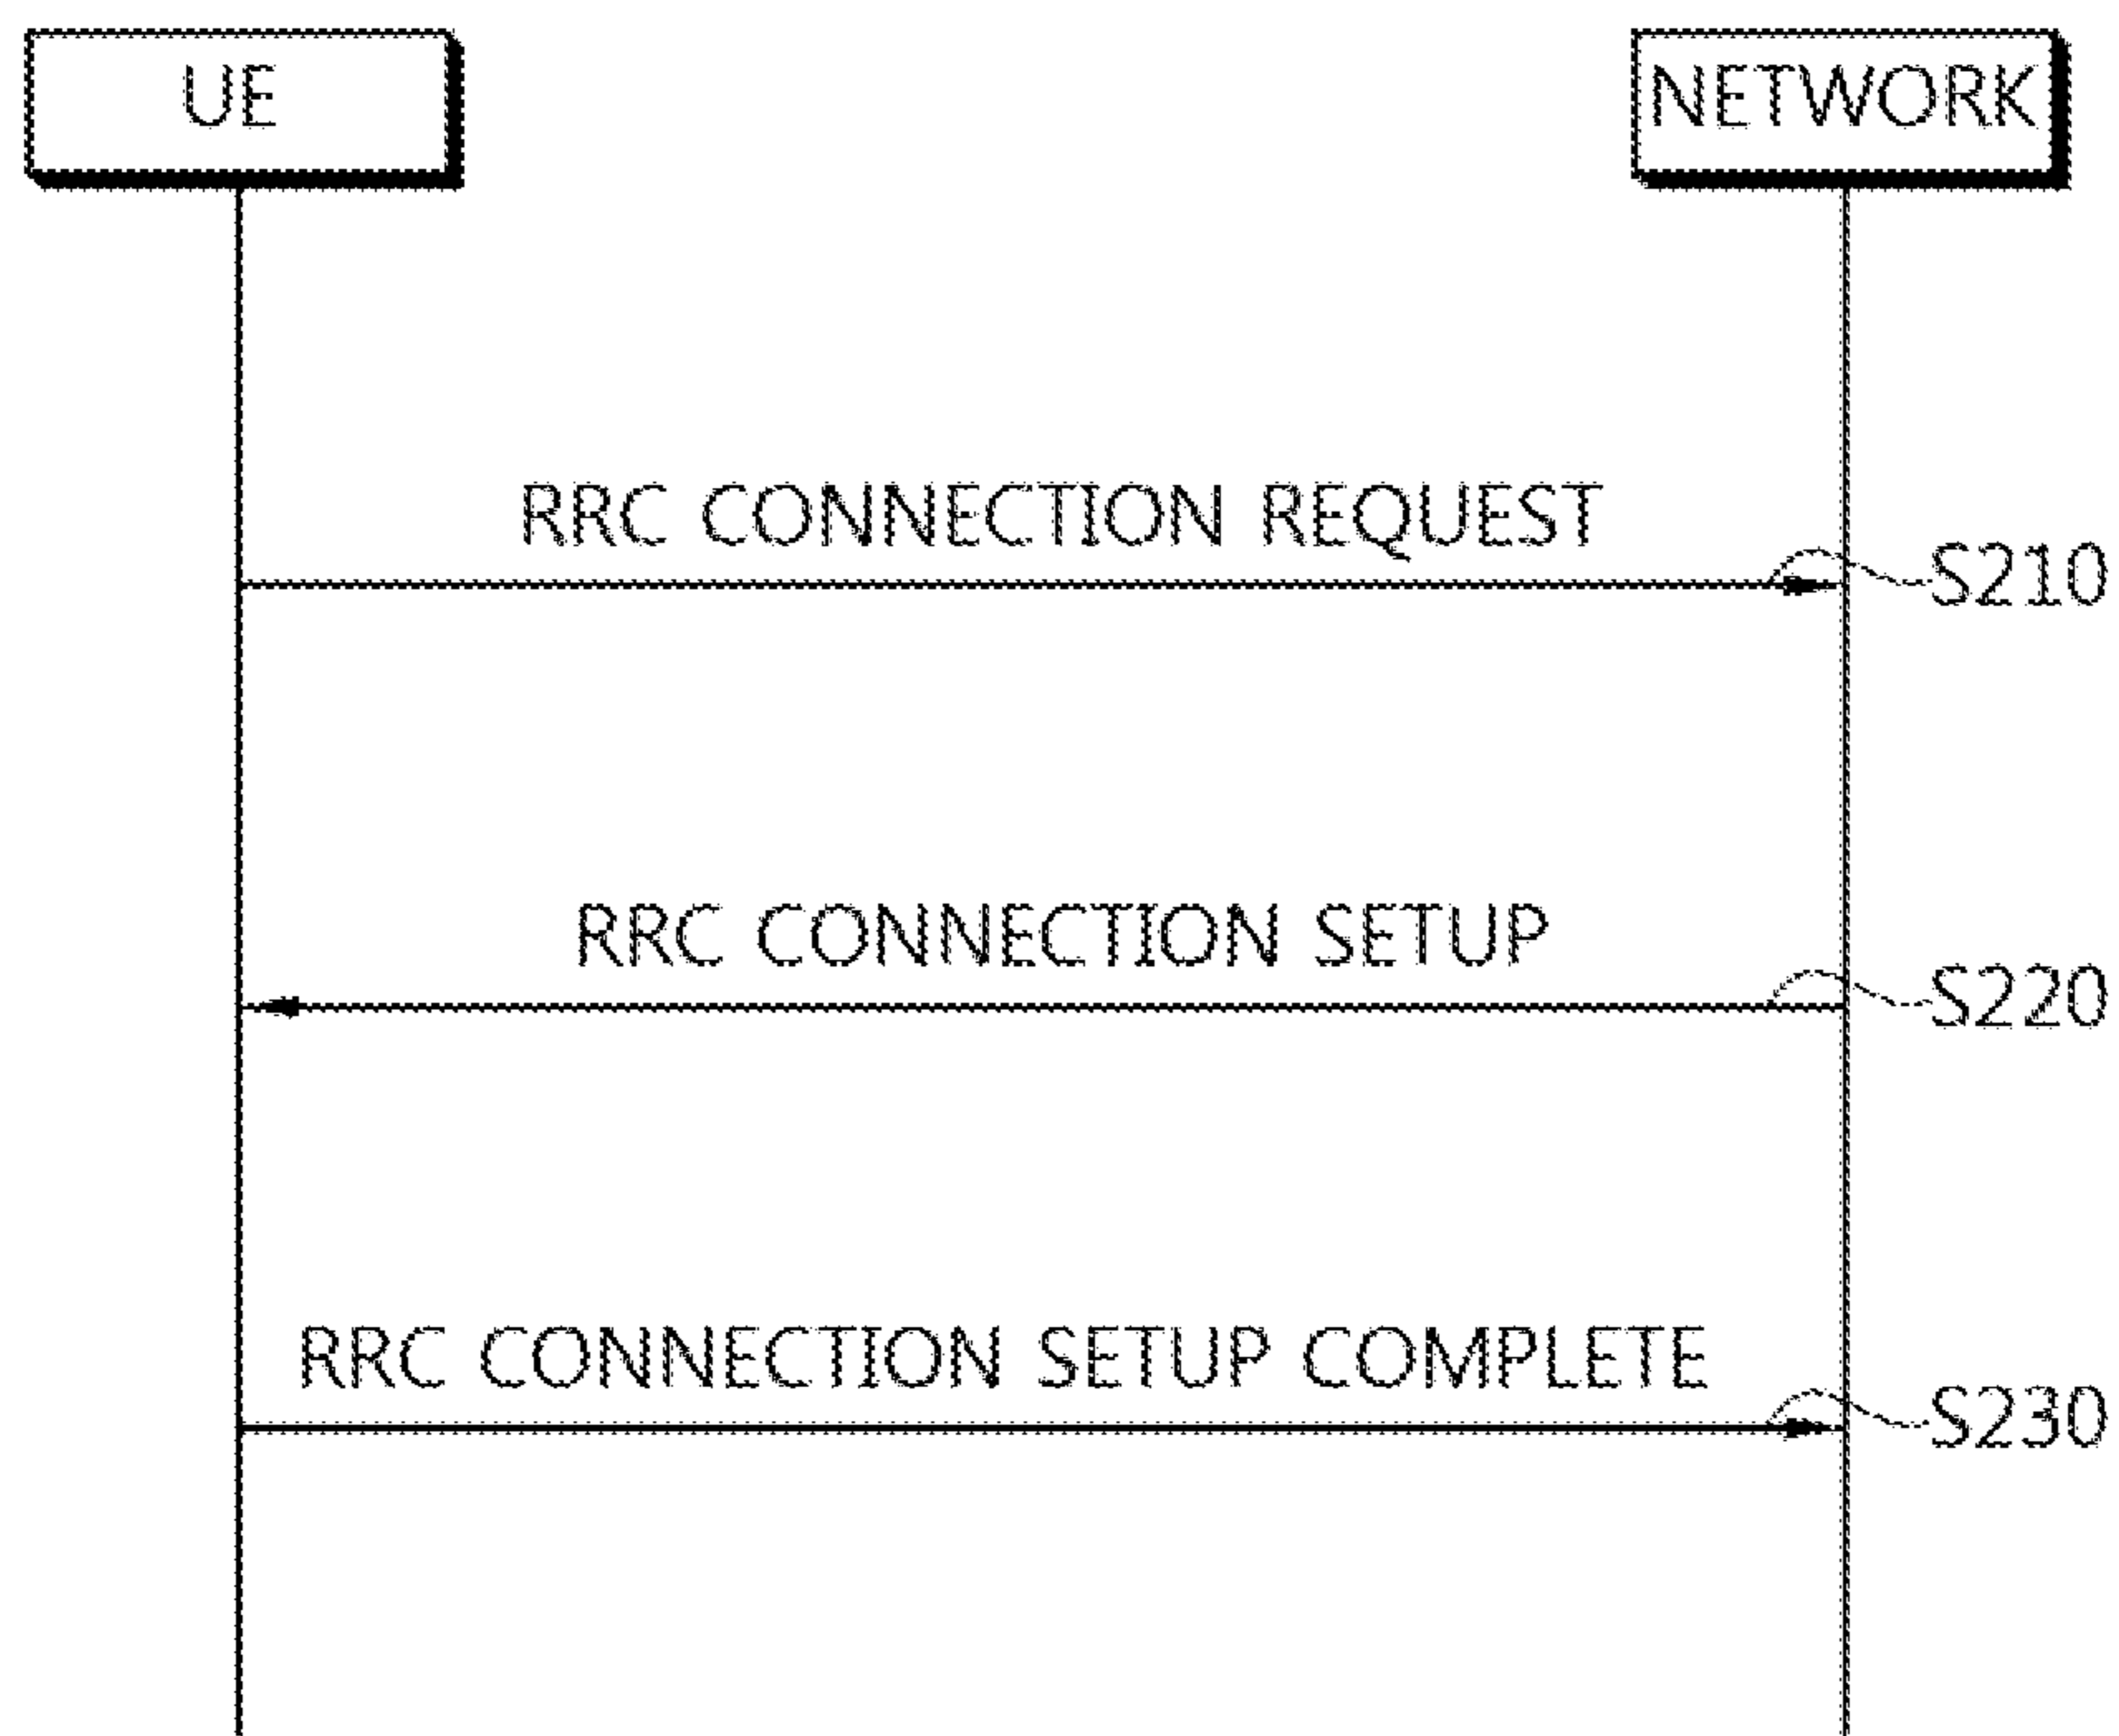 UE
NETWORK
RRC CONNECTION REQUEST
S210
RRC CONNECTION SETUP
S220
RRC CONNECTION SETUP COMPLETE
S230